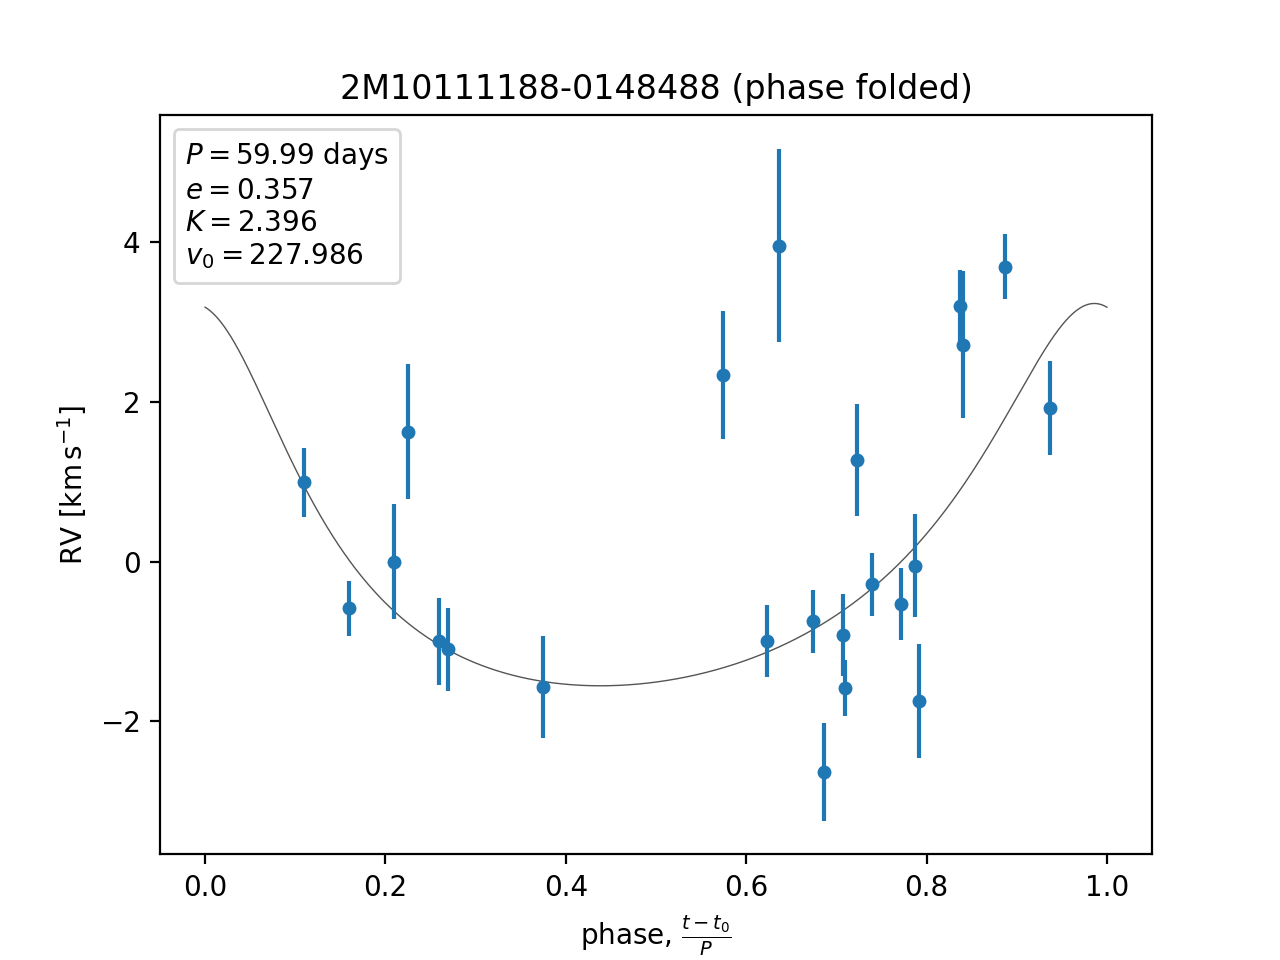 2M10111188-0148488 (phase folded)
P = 59.99 days
e = 0.357
K = 2.396
v₀ = 227.986
4
2
0
−2
RV [km s⁻¹]
0.0 0.2 0.4 0.6 0.8 1.0
phase, (t − t₀)/P